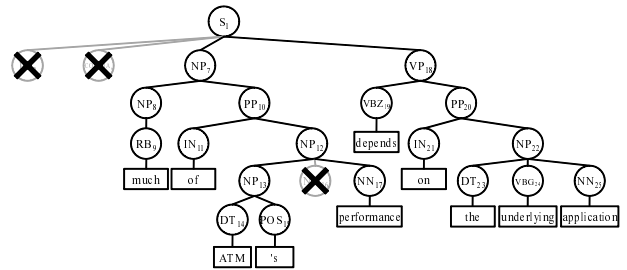 S1
NP7 VP18
NP8 PP10 VBZ19 PP20
RB9 IN11 NP12 depends IN21 NP22
much of NP13 NN17 on DT23 VBG24 NN25
DT14 POS15 performance the underlying application
ATM 's